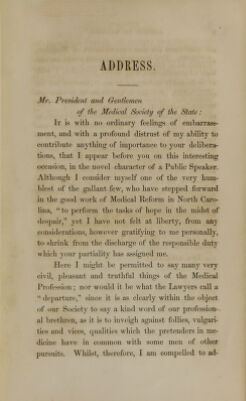 ADDRESS.
Mr. President and Gentlemen
of the Medical Society of the State:
It is with no ordinary feelings of embarrass-
ment, and with a profound distrust of my ability to
contribute anything of importance to your delibera-
tions, that I appear before you on this interesting
occasion, in the novel character of a Public Speaker.
Although I consider myself one of the very hum-
blest of the gallant few, who have stepped forward
in the good work of Medical Reform in North Caro-
lina, "to perform the tasks of hope in the midst of
despair," yet I have not felt at liberty, from any
considerations, however gratifying to me personally,
to shrink from the discharge of the responsible duty
which your partiality has assigned me.
Here I might be permitted to say many very
civil, pleasant and truthful things of the Medical
Profession; nor would it be what the Lawyers call a
"departure," since it is as clearly within the object
of our Society to say a kind word of our profession-
al brethren, as it is to inveigh against follies, vulgari-
ties and vices, qualities which the pretenders in me-
dicine have in common with some men of other
pursuits. Whilst, therefore, I am compelled to ad-